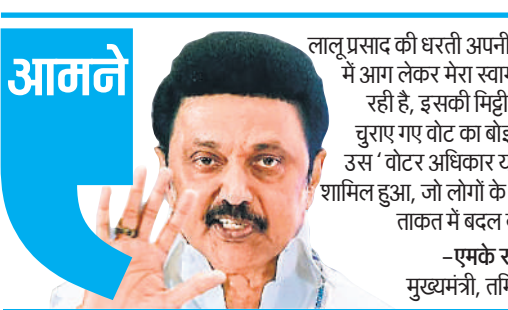 आमने
लालू प्रसाद की धरती अपनी
में आग लेकर मेरा स्वाग
रही है, इसकी मिट्टी
चुराए गए वोट का बोझ
उस ‘ वोटर अधिकार य
शामिल हुआ, जो लोगों के
ताकत में बदल
–एमके स
मुख्यमंत्री, तमि